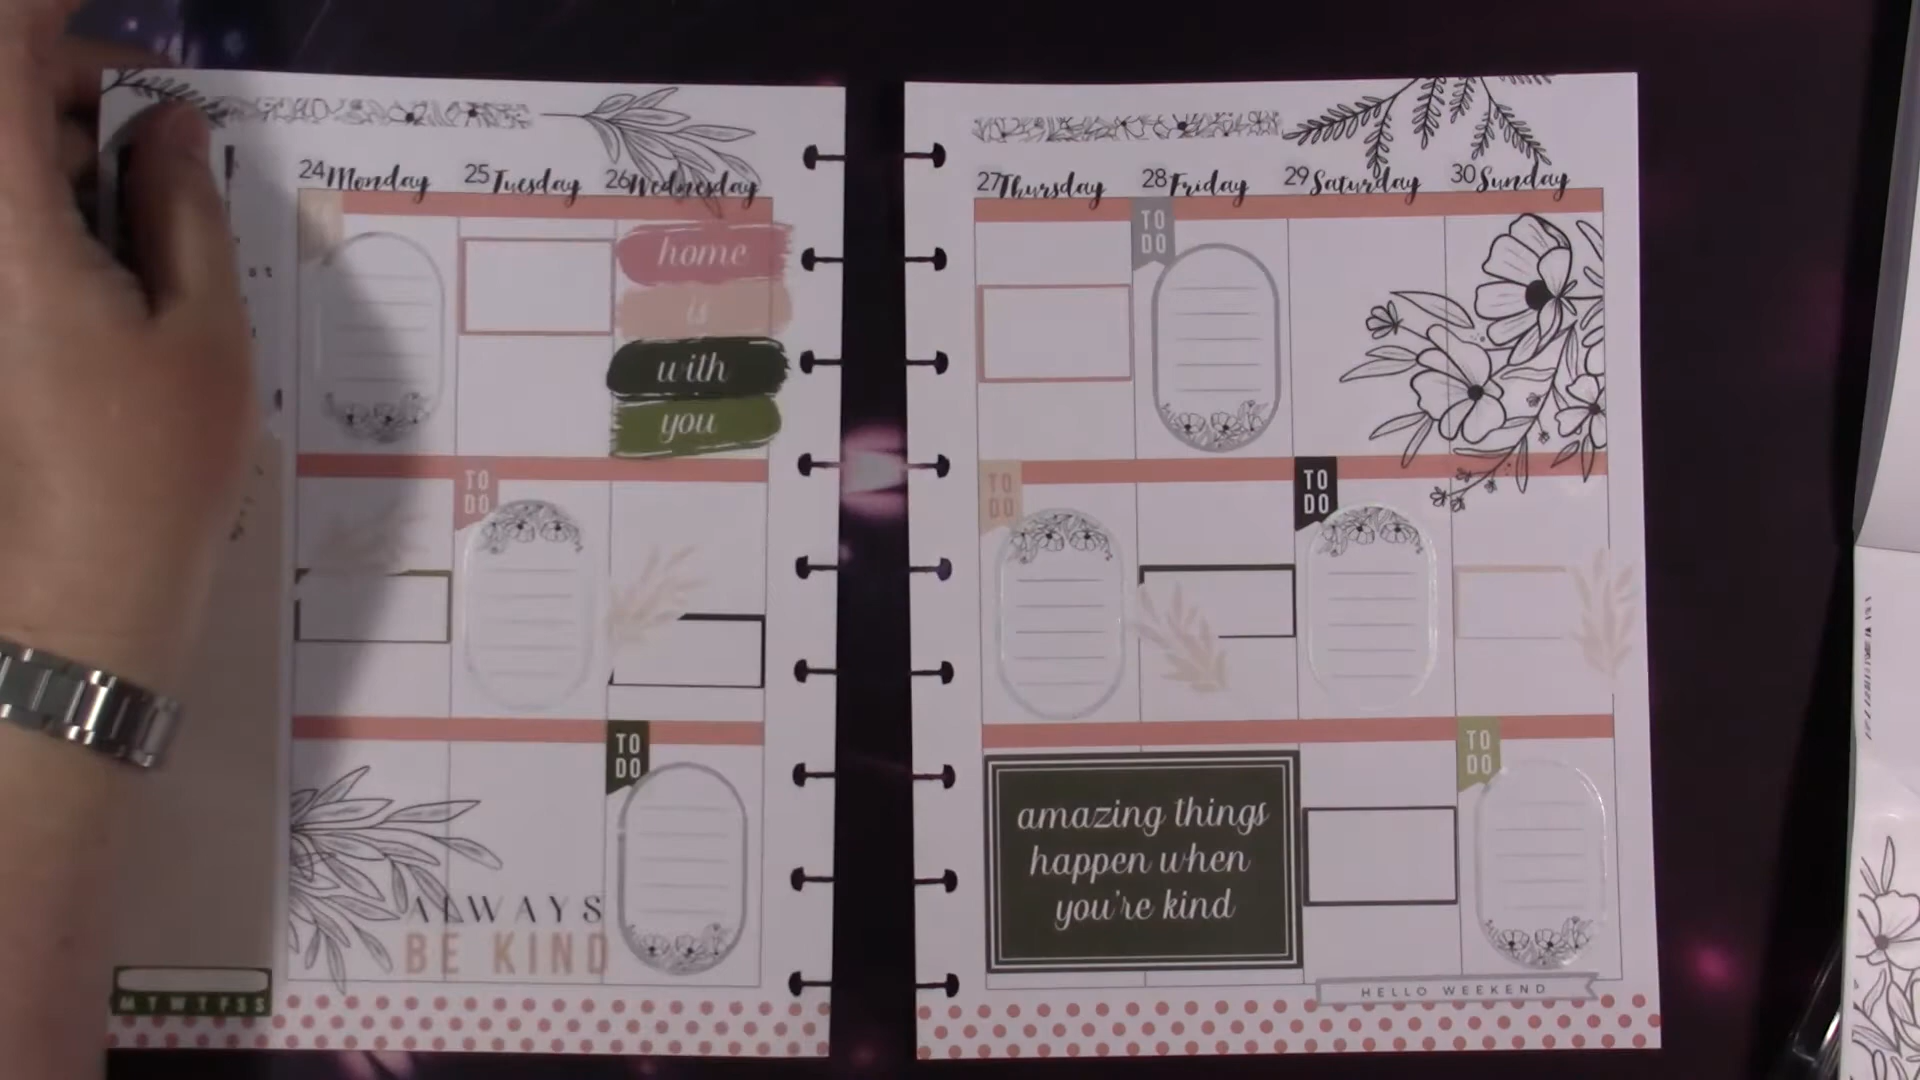 24 Monday
25 Tuesday
26 Wednesday
27 Thursday
28 Friday
29 Saturday
30 Sunday
home
is
with
you
TO
DO
TO
DO
ALWAYS
BE KIND
TO
DO
TO
DO
TO
DO
amazing things
happen when
you're kind
TO
DO
HELLO WEEKEND
M T W T F S S